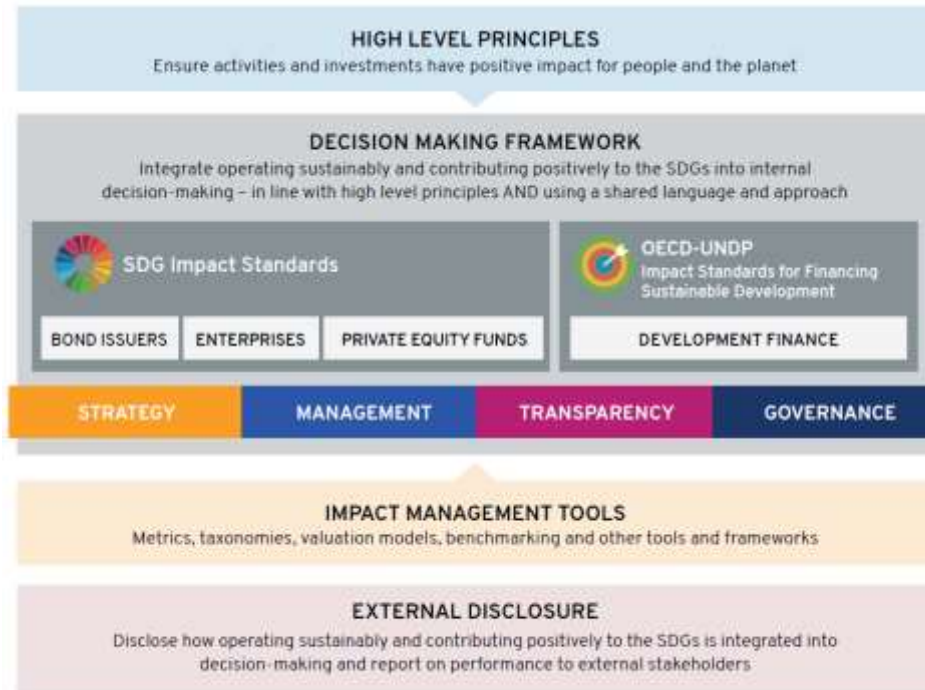 HIGH LEVEL PRINCIPLES
Ensure activities and investments have positive impact for people and the planet
DECISION MAKING FRAMEWORK
Integrate operating sustainably and contributing positively to the SDGs into internal
decision-making – in line with high level principles AND using a shared language and approach
SDG Impact Standards
BOND ISSUERS
ENTERPRISES
PRIVATE EQUITY FUNDS
OECD-UNDP
Impact Standards for Financing
Sustainable Development
DEVELOPMENT FINANCE
STRATEGY
MANAGEMENT
TRANSPARENCY
GOVERNANCE
IMPACT MANAGEMENT TOOLS
Metrics, taxonomies, valuation models, benchmarking and other tools and frameworks
EXTERNAL DISCLOSURE
Disclose how operating sustainably and contributing positively to the SDGs is integrated into
decision-making and report on performance to external stakeholders